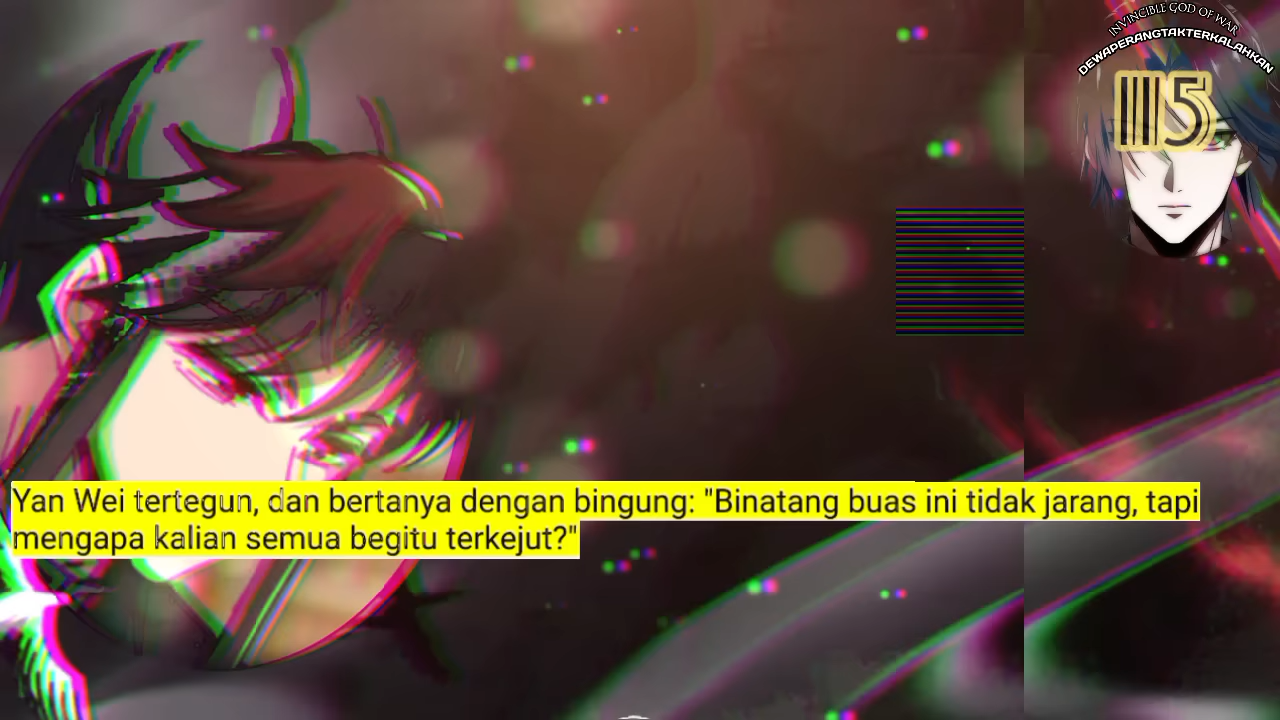 INVINCIBLE GOD OF WAR
DEWAPERANGTAKTERKALAHKAN
115
Yan Wei tertegun, dan bertanya dengan bingung: "Binatang buas ini tidak jarang, tapi
mengapa kalian semua begitu terkejut?"